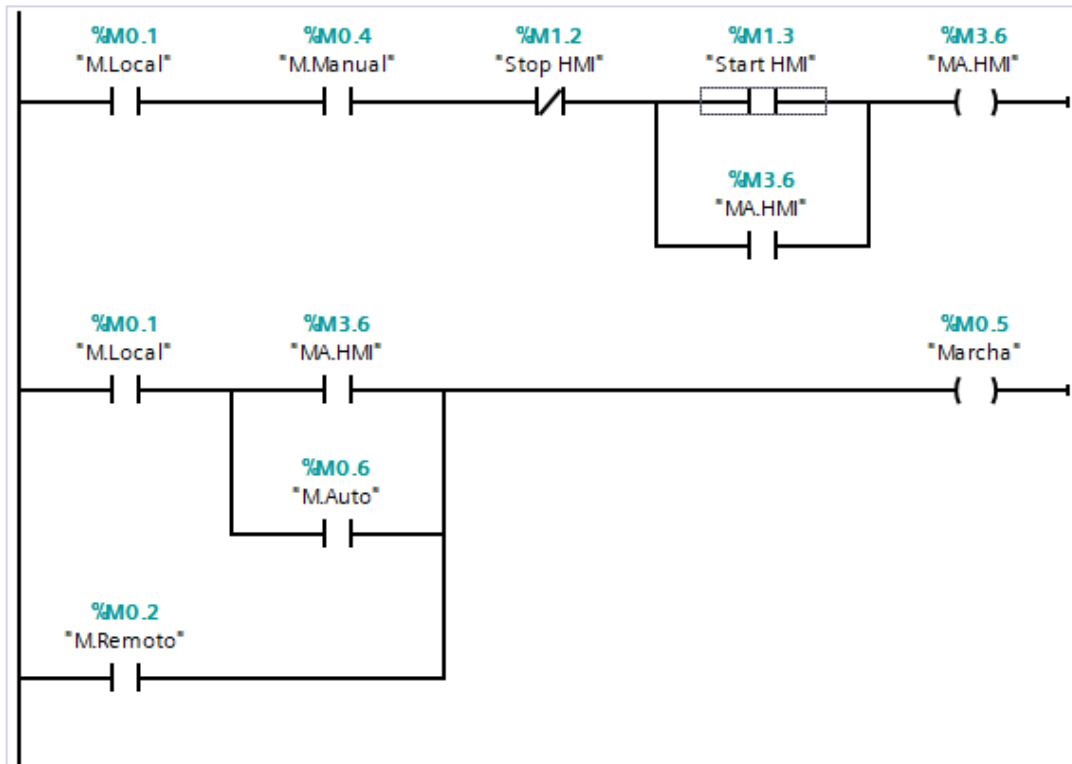 %M0.1 %M0.4 %M1.2 %M1.3 %M3.6
"M.Local" "M.Manual" "Stop HMI" "Start HMI" "MA.HMI"
%M3.6
"MA.HMI"
%M0.1 %M3.6 %M0.5
"M.Local" "MA.HMI" "Marcha"
%M0.6
"M.Auto"
%M0.2
"M.Remoto"